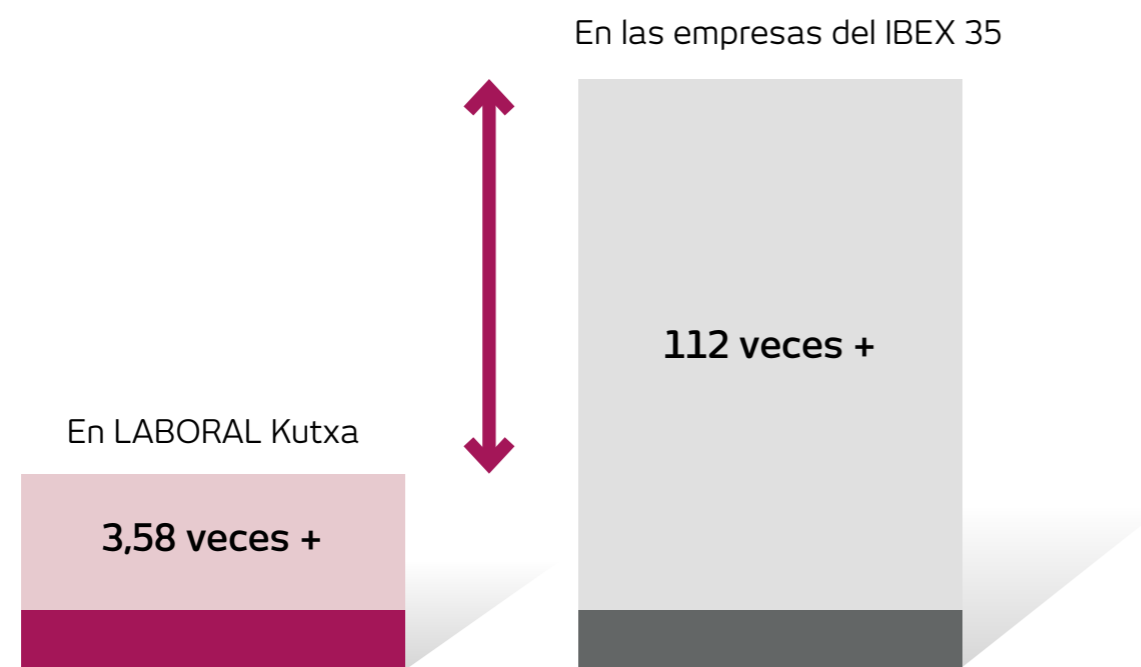 En las empresas del IBEX 35
112 veces +
En LABORAL Kutxa
3,58 veces +